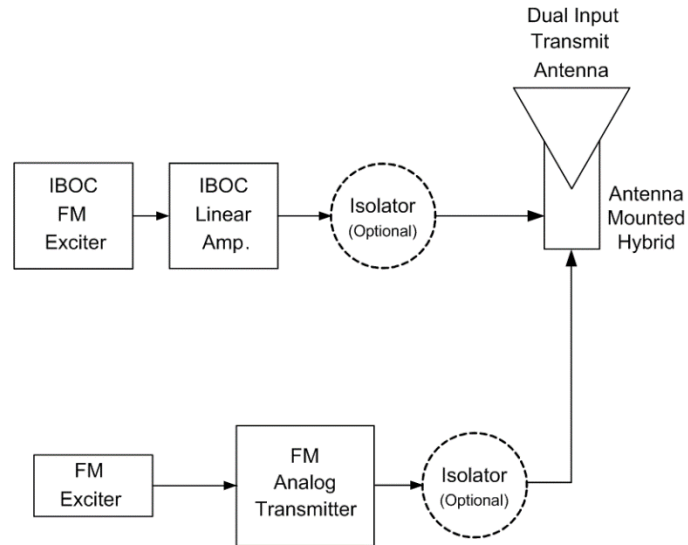 Dual Input
Transmit
Antenna
IBOC
FM
Exciter
IBOC
Linear
Amp.
Isolator
(Optional)
Antenna
Mounted
Hybrid
FM
Exciter
FM
Analog
Transmitter
Isolator
(Optional)